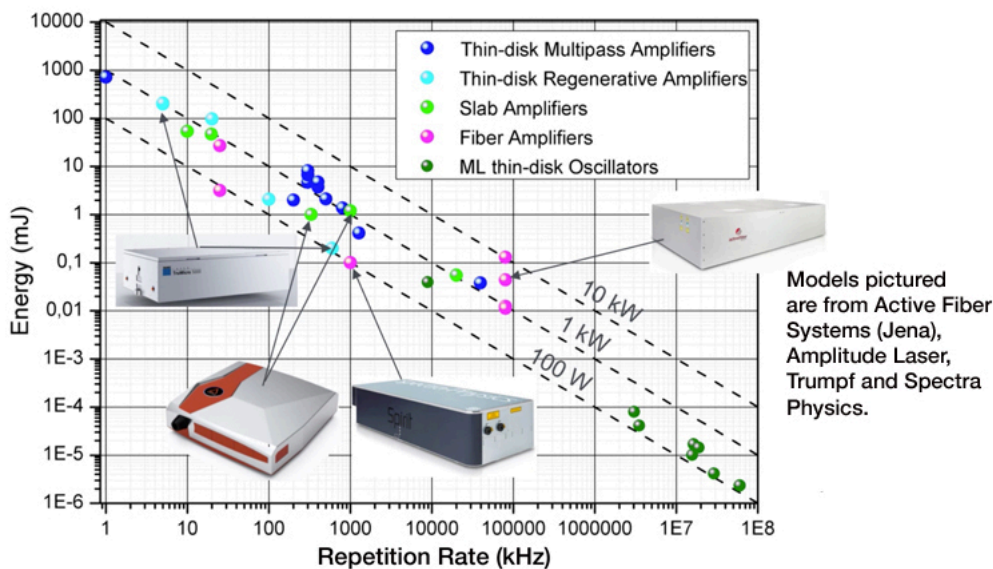 10000
1000
100
10
1
0,1
0,01
1E-3
1E-4
1E-5
1E-6
Energy (mJ)
Thin-disk Multipass Amplifiers
Thin-disk Regenerative Amplifiers
Slab Amplifiers
Fiber Amplifiers
ML thin-disk Oscillators
10 kW
1 kW
100 W
Spirit
Models pictured
are from Active Fiber
Systems (Jena),
Amplitude Laser,
Trumpf and Spectra
Physics.
1 10 100 1000 10000 100000 1000000 1E7 1E8
Repetition Rate (kHz)